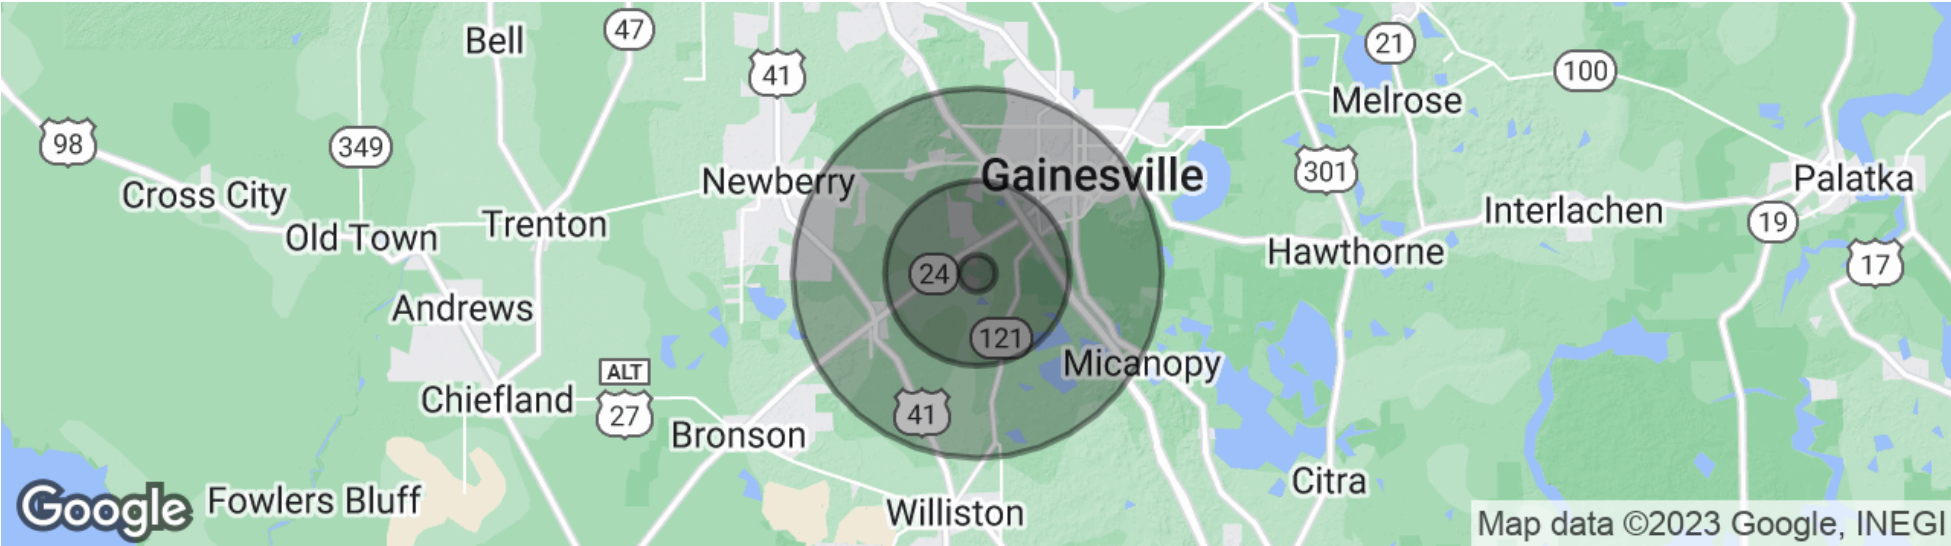 Bell
47
41
21
100
Melrose
98
349
Gainesville
301
Newberry
Palatka
Cross City
Interlachen
19
Trenton
Old Town
Hawthorne
17
24
Andrews
121
Micanopy
ALT
27
Chiefland
41
Bronson
Citra
Fowlers Bluff
Google
Williston
Map data ©2023 Google, INEGI